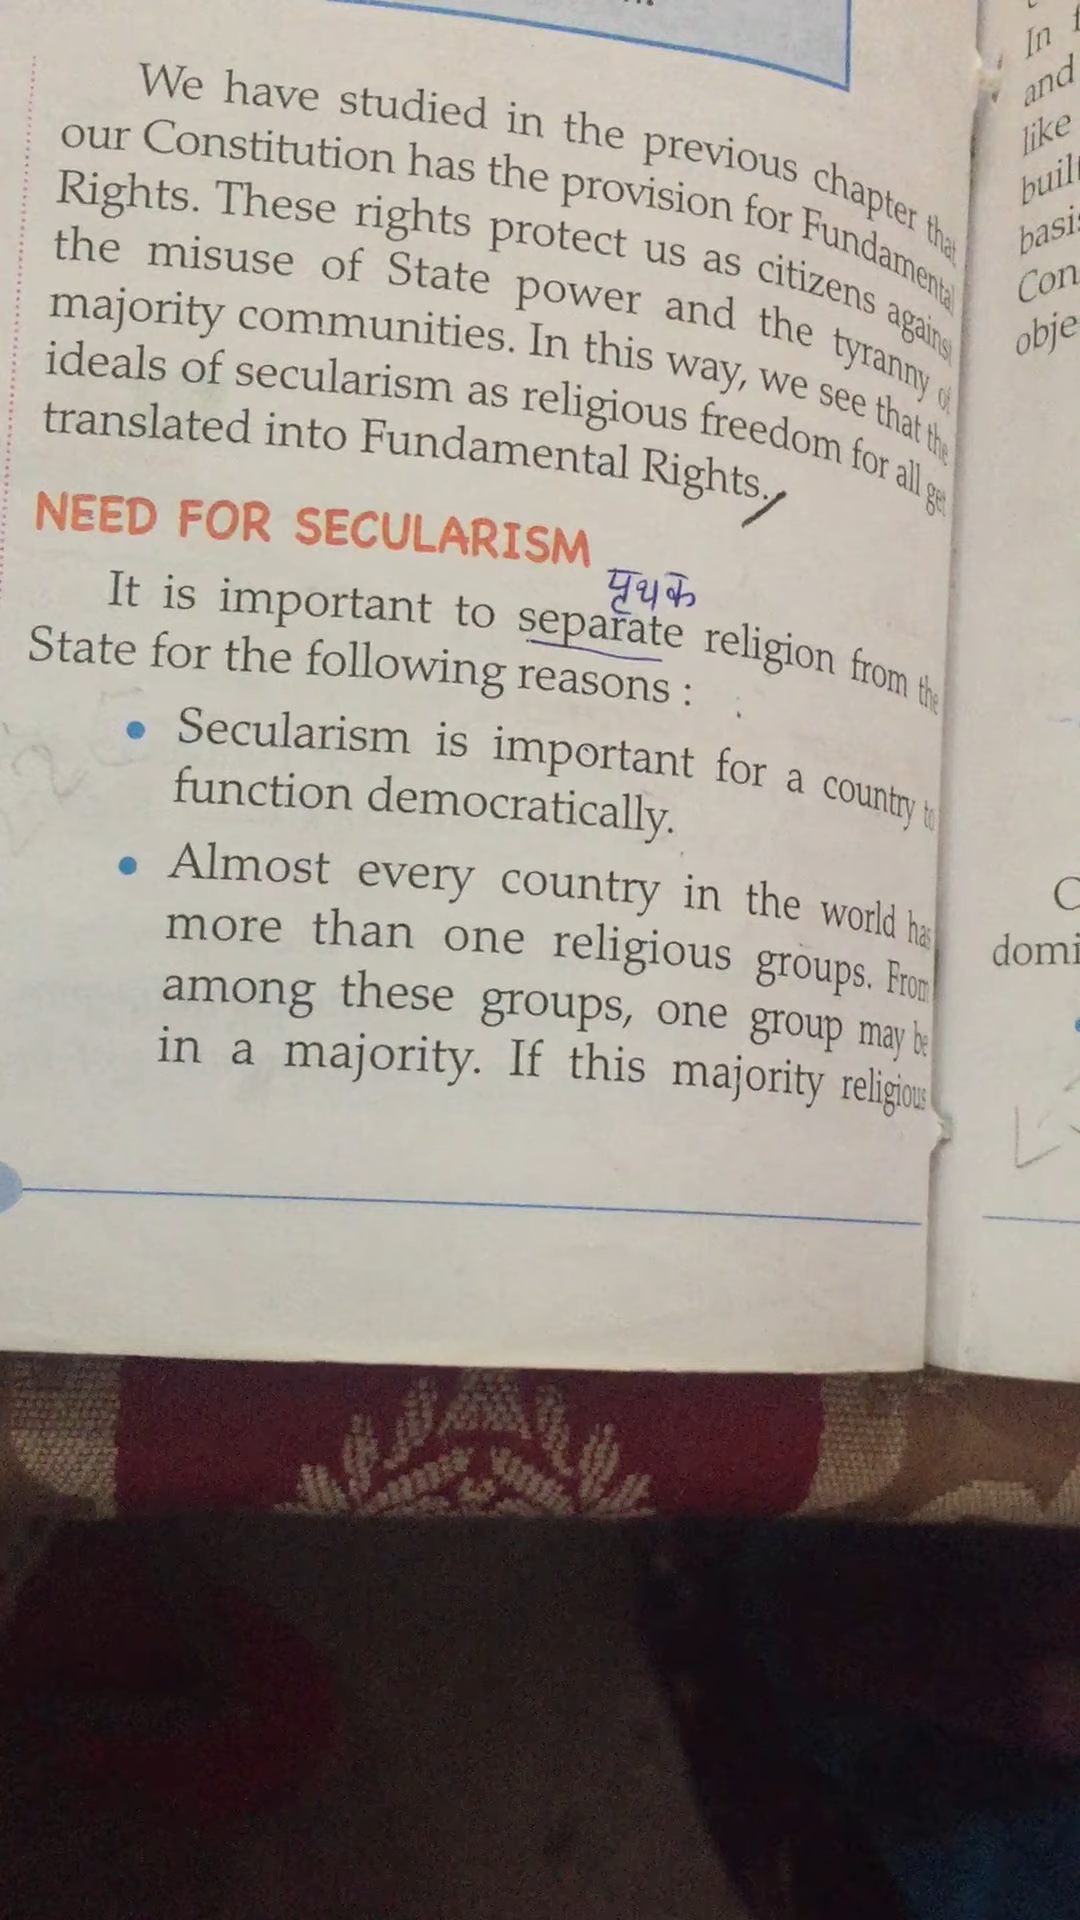 We have studied in the previous chapter that
our Constitution has the provision for Fundamental
Rights. These rights protect us as citizens against
the misuse of State power and the tyranny of
majority communities. In this way, we see that the
ideals of secularism as religious freedom for all get
translated into Fundamental Rights.
NEED FOR SECULARISM
पृथक
It is important to separate religion from the
State for the following reasons :
• Secularism is important for a country to
function democratically.
• Almost every country in the world has
more than one religious groups. From
among these groups, one group may be
in a majority. If this majority religious
In
and
like
built
basis
Con
obje
domi